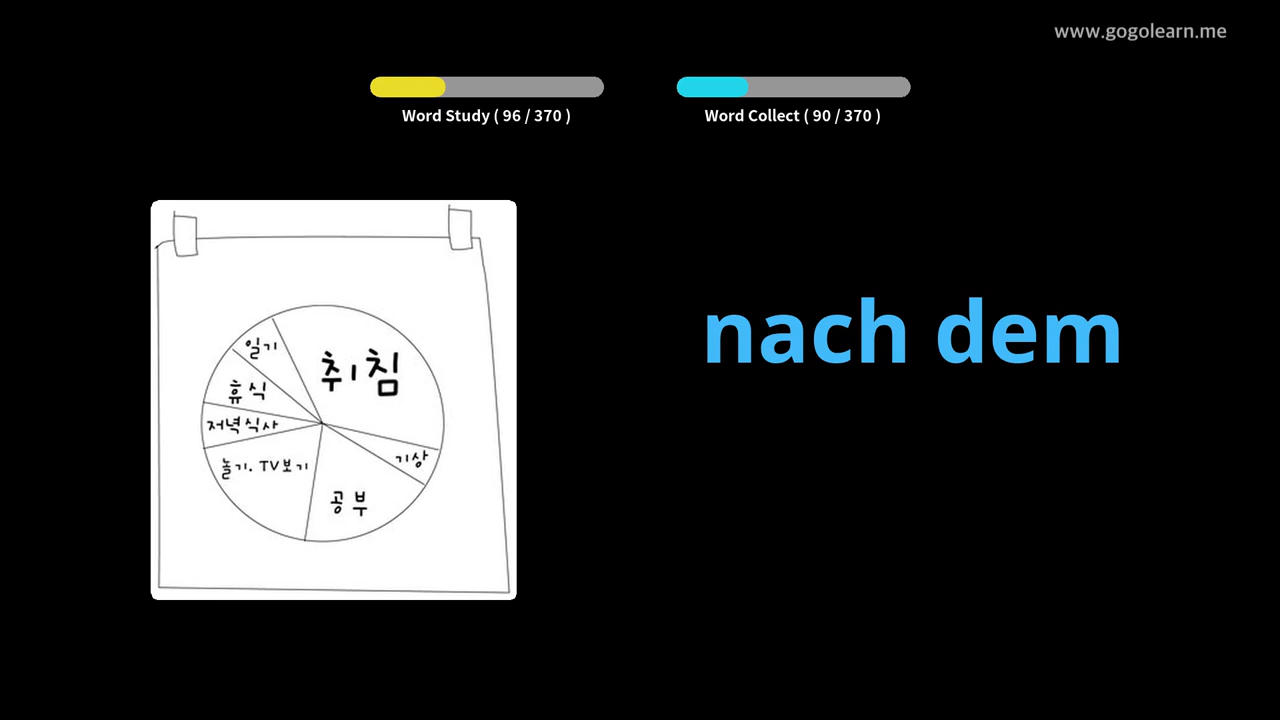 www.gogolearn.me
Word Study ( 96 / 370 )
Word Collect ( 90 / 370 )
일기
취침
휴식
저녁식사
놀기. TV보기
기상
공부
nach dem